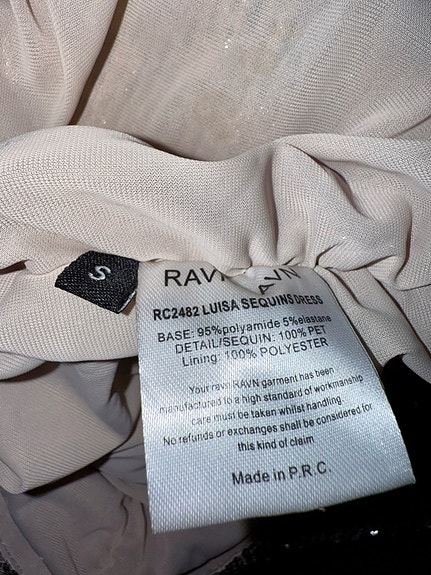 S
RAVN
RC2482 LUISA SEQUINS DRESS
BASE: 95%polyamide 5%elastane
DETAIL/SEQUIN: 100% PET
Lining: 100% POLYESTER
Your ravn RAVN garment has been
manufactured to a high standard of workmanship
care must be taken whilst handling.
No refunds or exchanges shall be considered for
this kind of claim
Made in P.R.C.